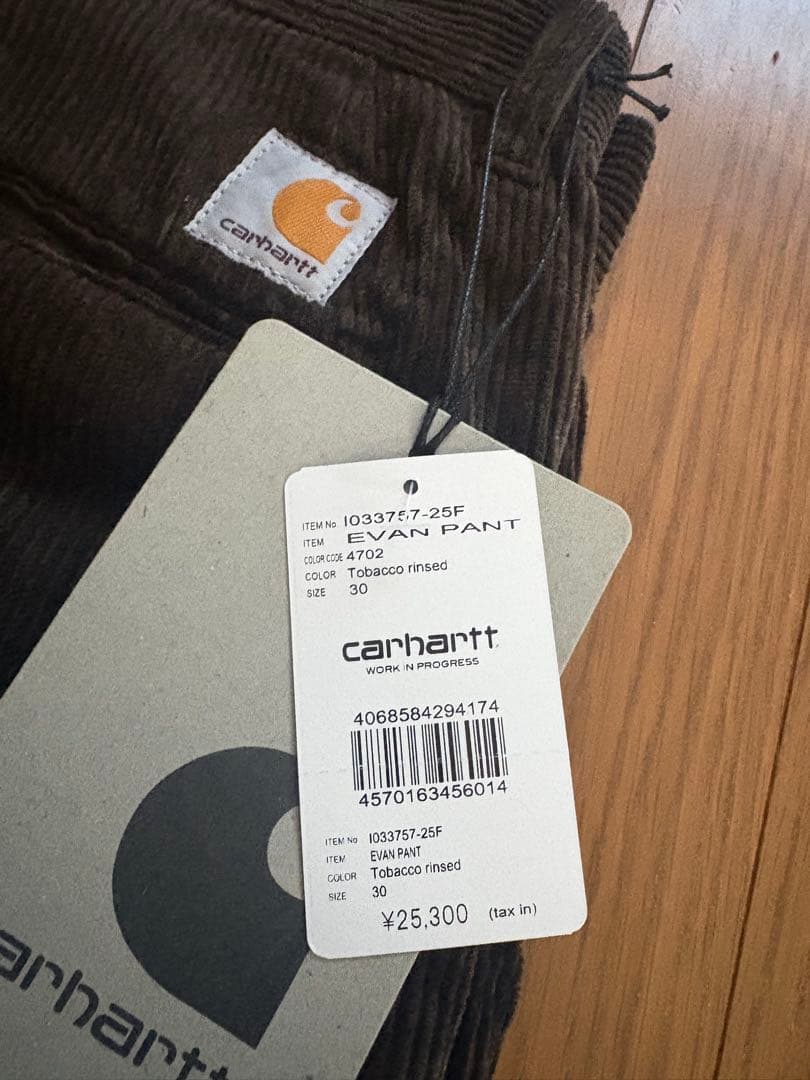 carhartt
ITEM No. I033757-25F
ITEM EVAN PANT
COLOR CODE 4702
COLOR Tobacco rinsed
SIZE 30
carhartt
WORK IN PROGRESS
4068584294174
4570163456014
ITEM No I033757-25F
ITEM EVAN PANT
COLOR Tobacco rinsed
SIZE 30
¥25,300 (tax in)
arhartt